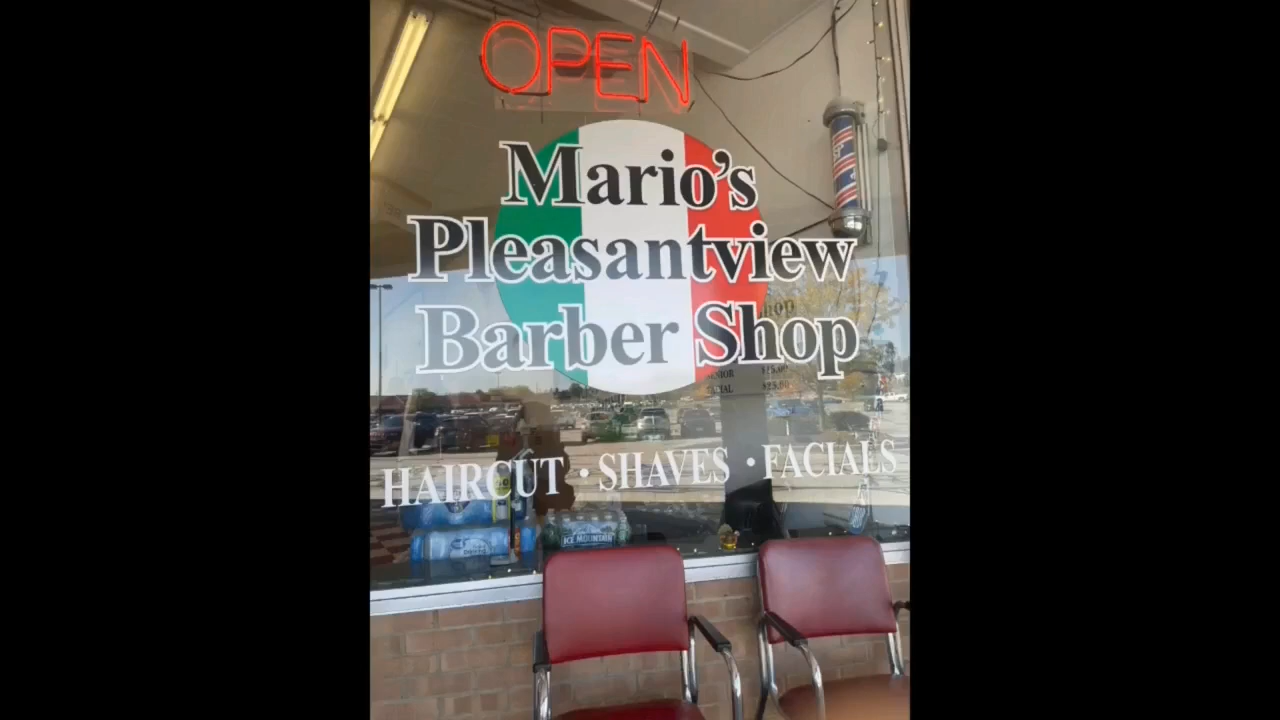 OPEN
Mario's
Pleasantview
Barber Shop
HAIRCUT • SHAVES • FACIALS
ICE MOUNTAIN